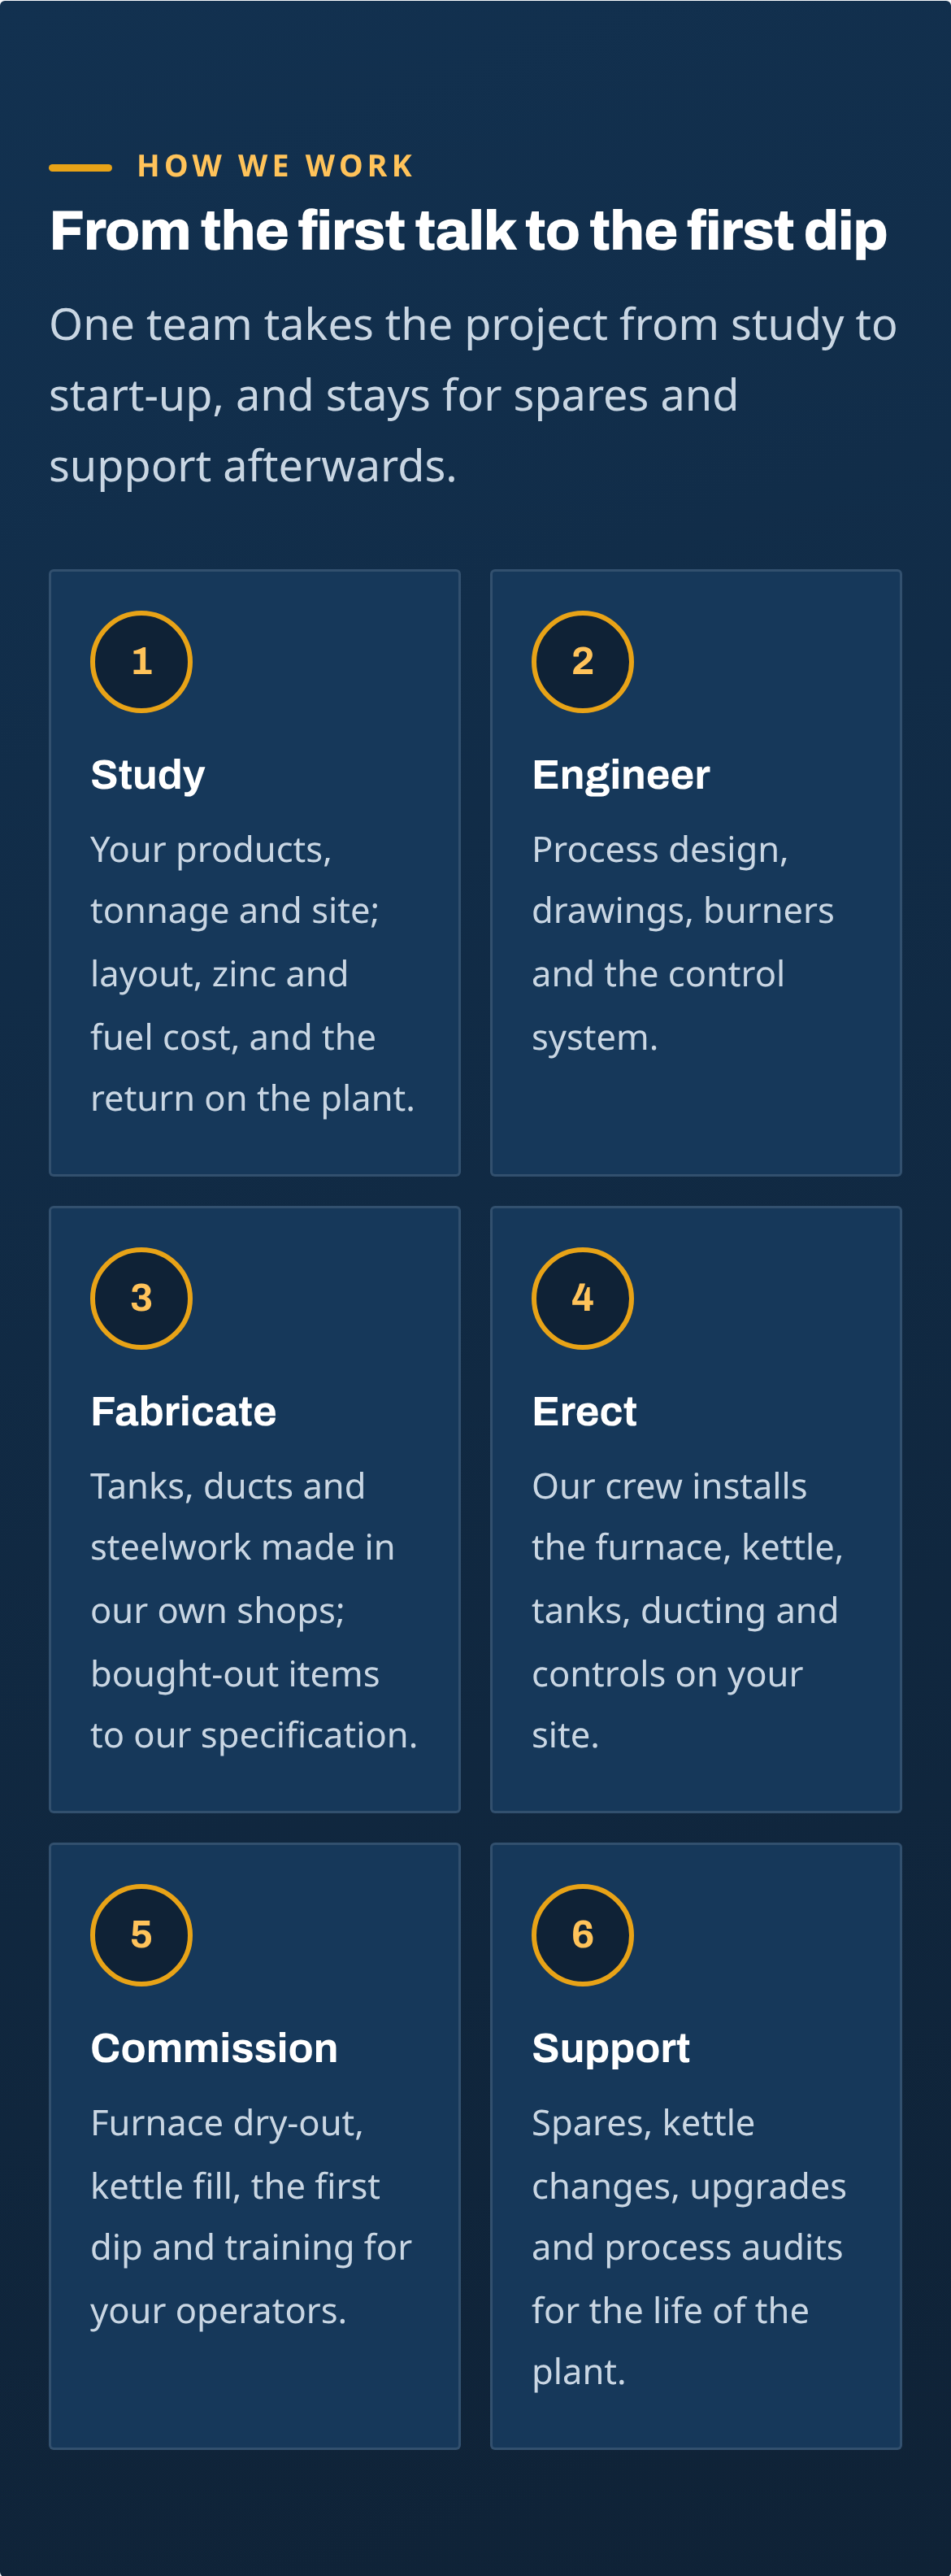 HOW WE WORK
From the first talk to the first dip
One team takes the project from study to
start-up, and stays for spares and
support afterwards.
1
Study
Your products,
tonnage and site;
layout, zinc and
fuel cost, and the
return on the plant.
2
Engineer
Process design,
drawings, burners
and the control
system.
3
Fabricate
Tanks, ducts and
steelwork made in
our own shops;
bought-out items
to our specification.
4
Erect
Our crew installs
the furnace, kettle,
tanks, ducting and
controls on your
site.
5
Commission
Furnace dry-out,
kettle fill, the first
dip and training for
your operators.
6
Support
Spares, kettle
changes, upgrades
and process audits
for the life of the
plant.